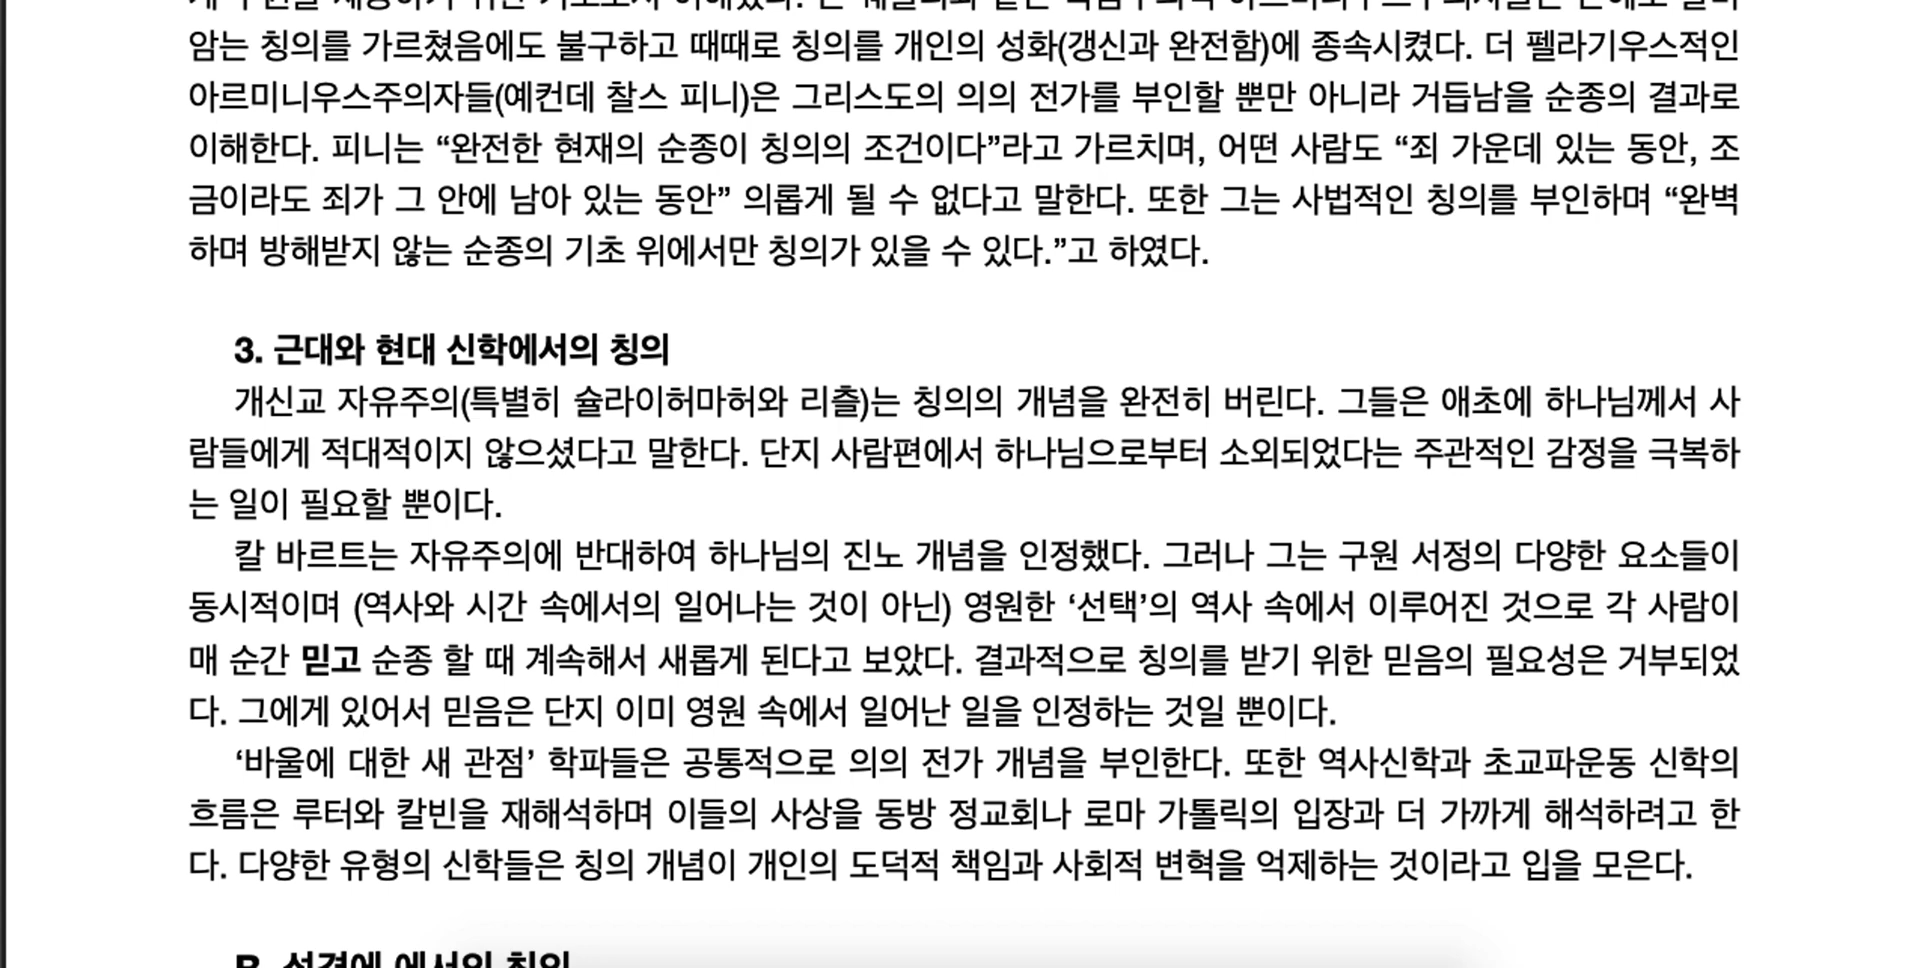 암는 칭의를 가르쳤음에도 불구하고 때때로 칭의를 개인의 성화(갱신과 완전함)에 종속시켰다. 더 펠라기우스적인
아르미니우스주의자들(예컨데 찰스 피니)은 그리스도의 의의 전가를 부인할 뿐만 아니라 거듭남을 순종의 결과로
이해한다. 피니는 “완전한 현재의 순종이 칭의의 조건이다”라고 가르치며, 어떤 사람도 “죄 가운데 있는 동안, 조
금이라도 죄가 그 안에 남아 있는 동안” 의롭게 될 수 없다고 말한다. 또한 그는 사법적인 칭의를 부인하며 “완벽
하며 방해받지 않는 순종의 기초 위에서만 칭의가 있을 수 있다.”고 하였다.
3. 근대와 현대 신학에서의 칭의
개신교 자유주의(특별히 슐라이허마허와 리츨)는 칭의의 개념을 완전히 버린다. 그들은 애초에 하나님께서 사
람들에게 적대적이지 않으셨다고 말한다. 단지 사람편에서 하나님으로부터 소외되었다는 주관적인 감정을 극복하
는 일이 필요할 뿐이다.
칼 바르트는 자유주의에 반대하여 하나님의 진노 개념을 인정했다. 그러나 그는 구원 서정의 다양한 요소들이
동시적이며 (역사와 시간 속에서의 일어나는 것이 아닌) 영원한 ‘선택’의 역사 속에서 이루어진 것으로 각 사람이
매 순간 믿고 순종 할 때 계속해서 새롭게 된다고 보았다. 결과적으로 칭의를 받기 위한 믿음의 필요성은 거부되었
다. 그에게 있어서 믿음은 단지 이미 영원 속에서 일어난 일을 인정하는 것일 뿐이다.
‘바울에 대한 새 관점’ 학파들은 공통적으로 의의 전가 개념을 부인한다. 또한 역사신학과 초교파운동 신학의
흐름은 루터와 칼빈을 재해석하며 이들의 사상을 동방 정교회나 로마 가톨릭의 입장과 더 가까게 해석하려고 한
다. 다양한 유형의 신학들은 칭의 개념이 개인의 도덕적 책임과 사회적 변혁을 억제하는 것이라고 입을 모은다.
B. 성경에 에서의 칭의